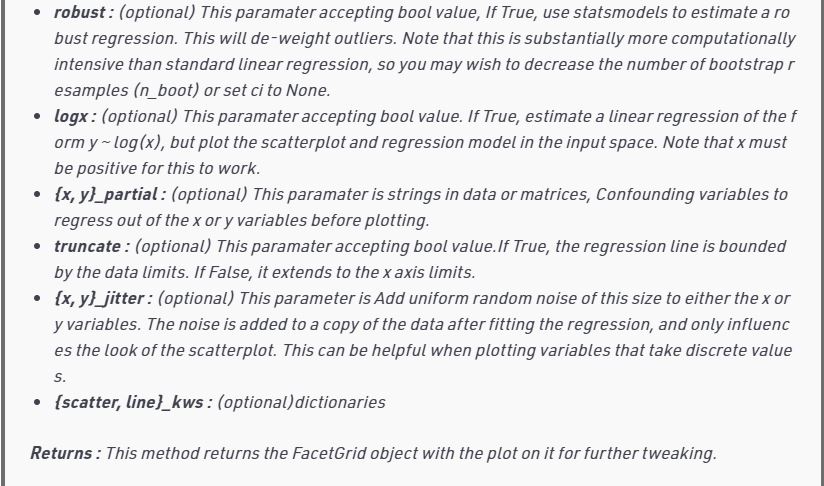 robust : (optional) This paramater accepting bool value, If True, use statsmodels to estimate a ro
bust regression. This will de-weight outliers. Note that this is substantially more computationally
intensive than standard linear regression, so you may wish to decrease the number of bootstrap r
esamples (n_boot) or set ci to None.
logx : (optional) This paramater accepting bool value. If True, estimate a linear regression of the f
orm y ~ log(x), but plot the scatterplot and regression model in the input space. Note that x must
be positive for this to work.
{x, y}_partial : (optional) This paramater is strings in data or matrices, Confounding variables to
regress out of the x or y variables before plotting.
truncate : (optional) This paramater accepting bool value.If True, the regression line is bounded
by the data limits. If False, it extends to the x axis limits.
{x, y}_jitter : (optional) This parameter is Add uniform random noise of this size to either the x or
y variables. The noise is added to a copy of the data after fitting the regression, and only influenc
es the look of the scatterplot. This can be helpful when plotting variables that take discrete value
s.
{scatter, line}_kws : (optional)dictionaries
Returns : This method returns the FacetGrid object with the plot on it for further tweaking.